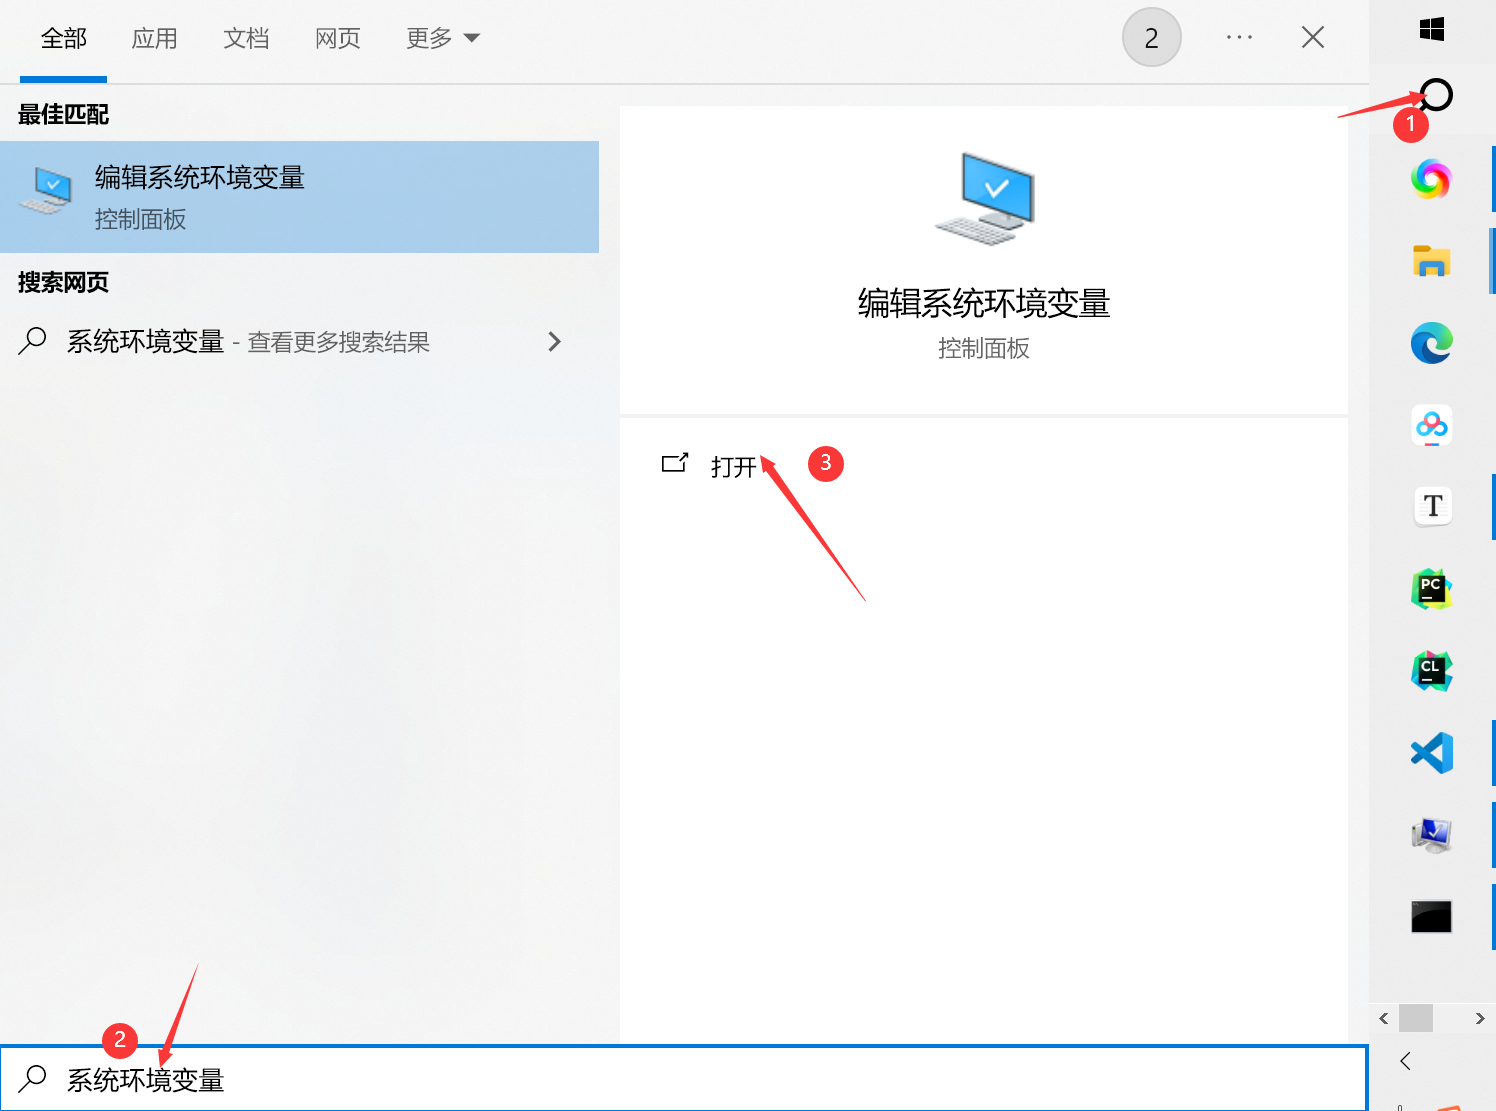 全部 应用 文档 网页 更多 2 ···
1
最佳匹配
编辑系统环境变量
控制面板
搜索网页
系统环境变量 - 查看更多搜索结果
编辑系统环境变量
控制面板
打开 3
T
PC
CL
2
系统环境变量